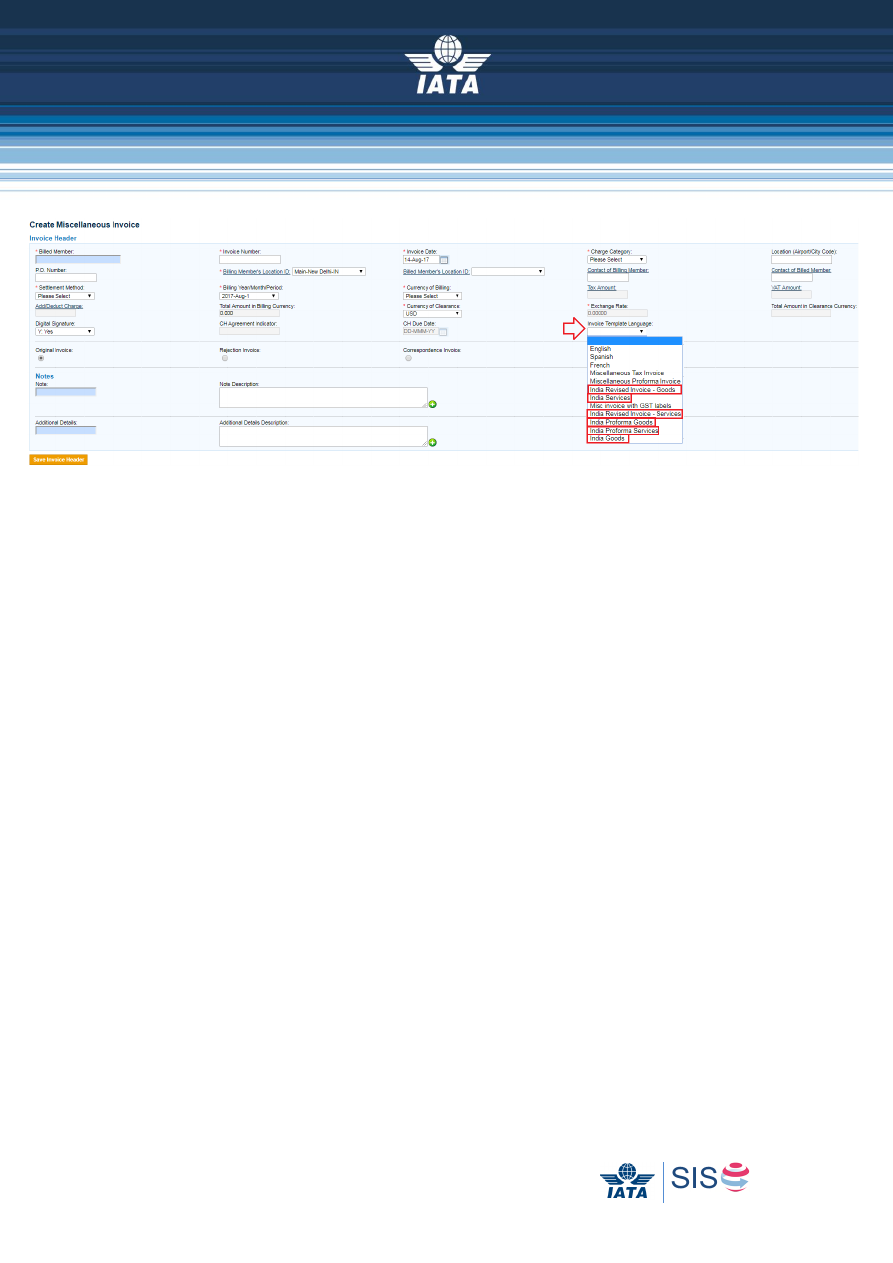 IATA
Create Miscellaneous Invoice
Invoice Header
* Billed Member: * Invoice Number: * Invoice Date: * Charge Category: Location (Airport/City Code):
14-Aug-17 Please Select
P.O. Number: * Billing Member's Location ID: Main-New Delhi-IN Billed Member's Location ID: Contact of Billing Member: Contact of Billed Member:
* Settlement Method: * Billing Year/Month/Period: * Currency of Billing: Tax Amount: VAT Amount:
Please Select 2017-Aug-1 Please Select
Add/Deduct Charge: Total Amount in Billing Currency: * Currency of Clearance: * Exchange Rate: Total Amount in Clearance Currency:
0.000 USD 0.00000
Digital Signature: CH Agreement Indicator: CH Due Date: Invoice Template Language:
Y: Yes DD-MMM-YY
Original Invoice: Rejection Invoice: Correspondence Invoice:
English
Spanish
French
Miscellaneous Tax Invoice
Miscellaneous Proforma Invoice
India Revised Invoice - Goods
India Services
Misc invoice with GST labels
India Revised Invoice - Services
India Proforma Goods
India Proforma Services
India Goods
Notes
Note: Note Description:
Additional Details: Additional Details Description:
Save Invoice Header
IATA
SIS